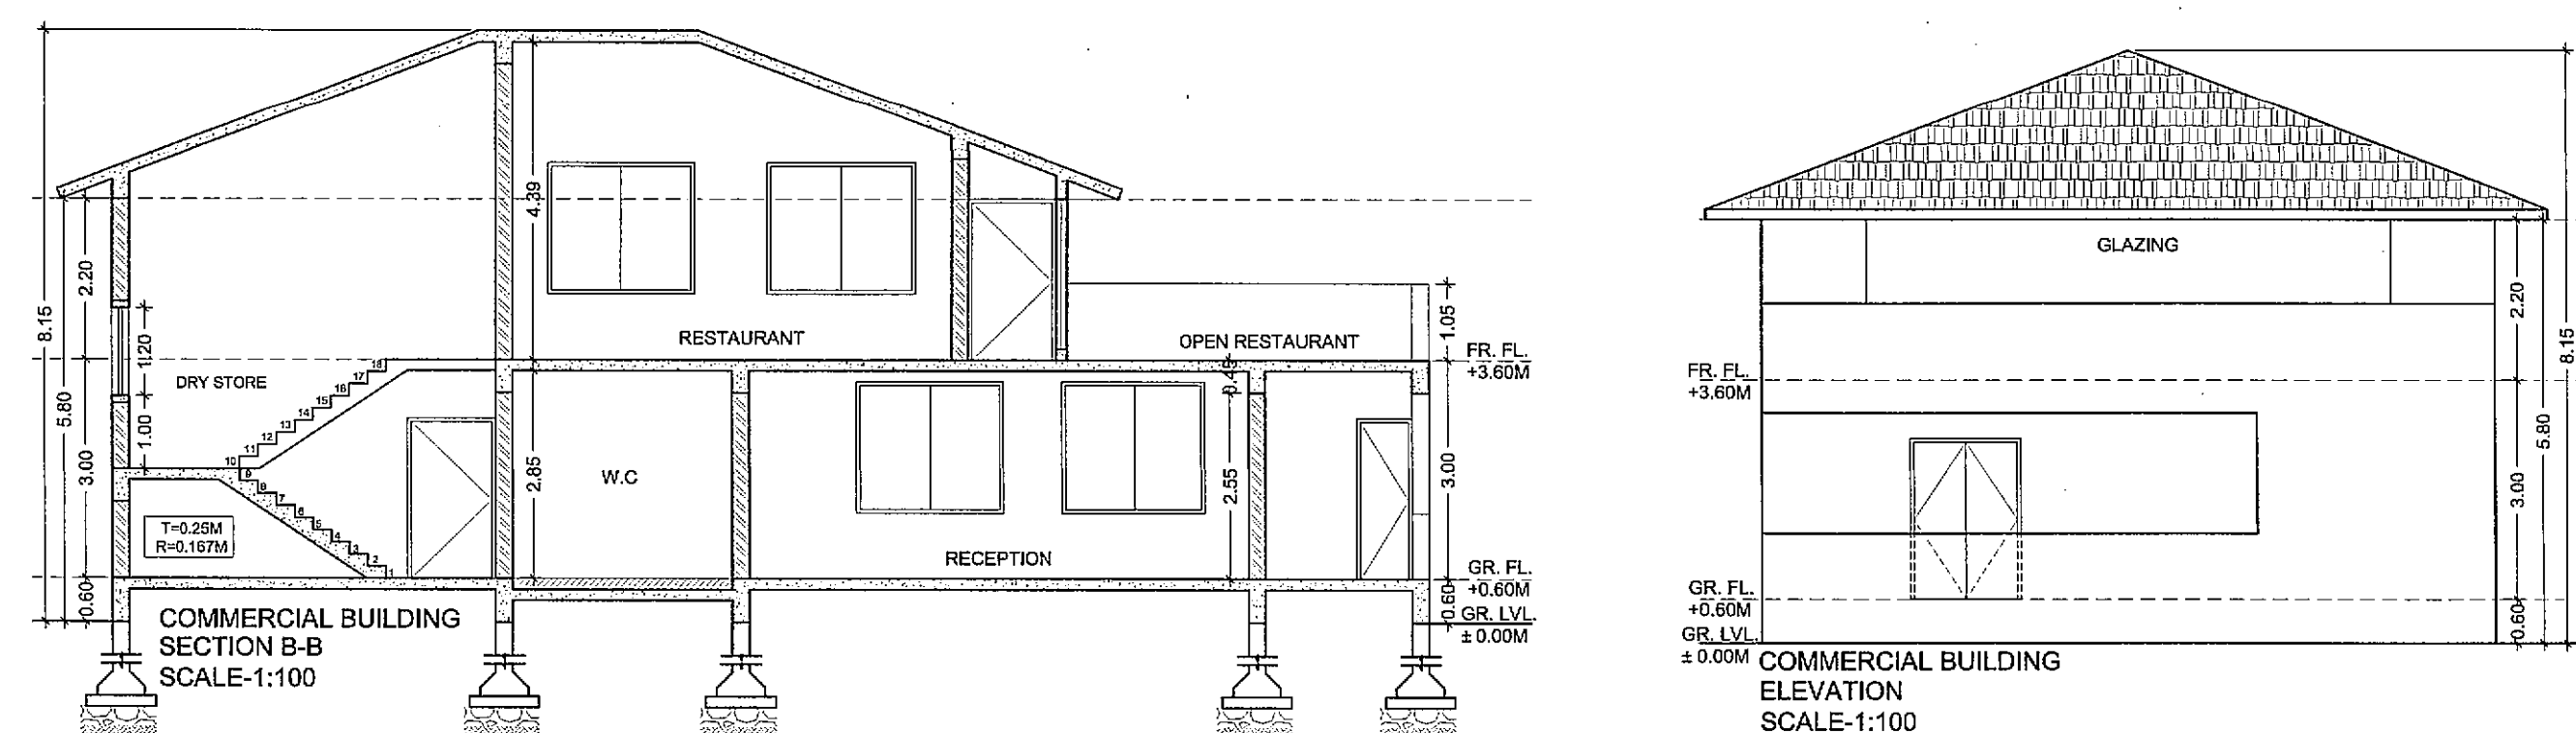 8.15
5.80
2.20
3.00
0.60
1.20
1.00
DRY STORE
T=0.25M
R=0.167M
1
2
3
4
5
6
7
8
9
10
11
12
13
14
15
16
17
18
4.39
2.85
RESTAURANT
W.C
RECEPTION
OPEN RESTAURANT
0.45
2.55
1.05
3.00
0.60
FR. FL.
+3.60M
GR. FL.
+0.60M
GR. LVL.
± 0.00M
COMMERCIAL BUILDING
SECTION B-B
SCALE-1:100
GLAZING
FR. FL.
+3.60M
GR. FL.
+0.60M
GR. LVL.
± 0.00M
2.20
3.00
0.60
5.80
8.15
COMMERCIAL BUILDING
ELEVATION
SCALE-1:100